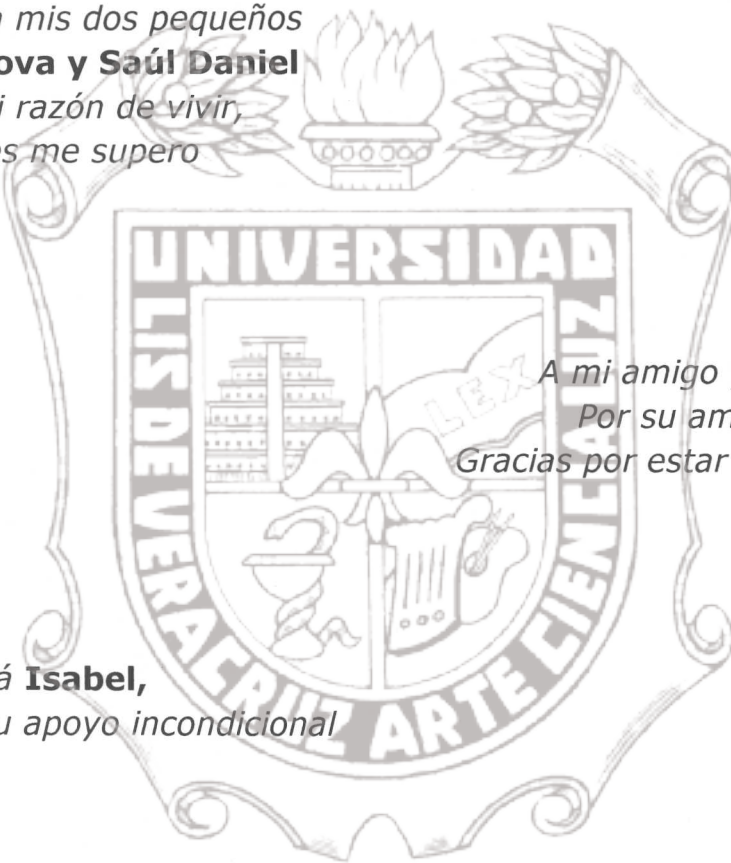 mis dos pequeños
ova y Saúl Daniel
razón de vivir,
s me supero
UNIVERSIDAD
LEX
A mi amigo
Por su am
Gracias por estar
LIS DE VERACRUZ ARTE CIENCIA LUZ
á Isabel,
u apoyo incondicional